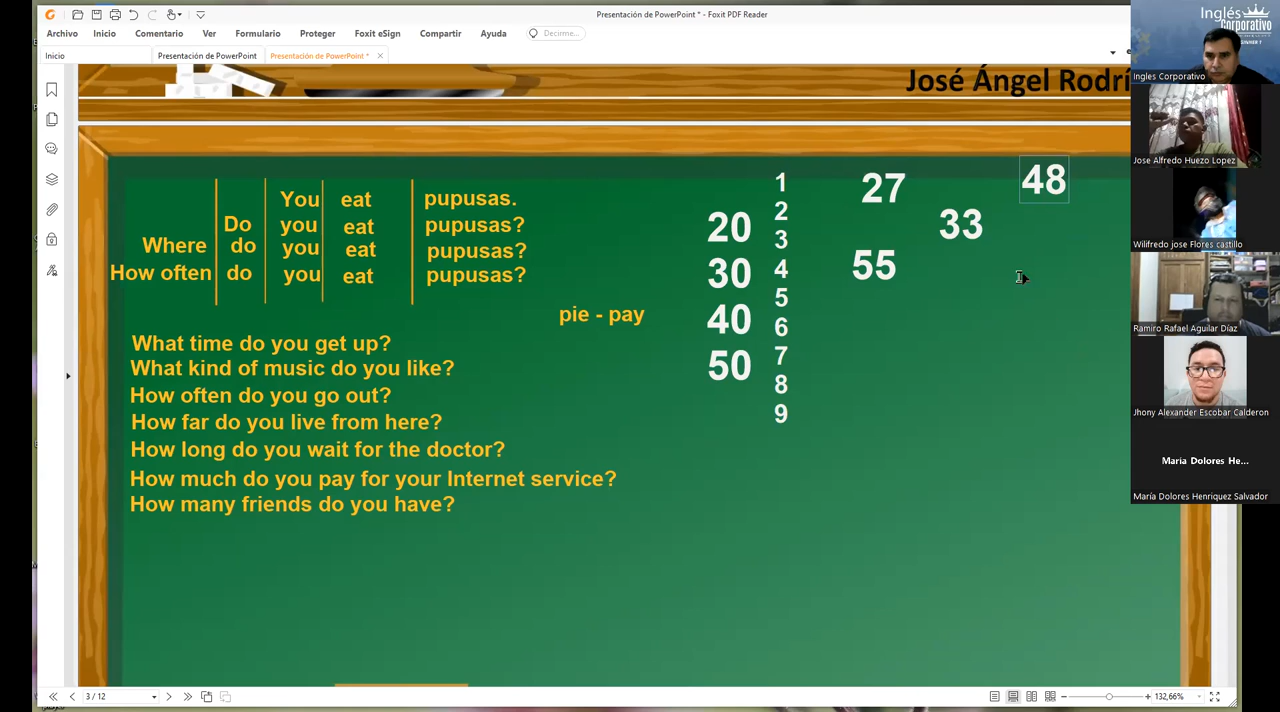 Presentación de PowerPoint * - Foxit PDF Reader
Archivo Inicio Comentario Ver Formulario Proteger Foxit eSign Compartir Ayuda Decirme...
Inicio Presentación de PowerPoint Presentación de PowerPoint *
José Ángel Rodrí
You eat pupusas.
Do you eat pupusas?
Where do you eat pupusas?
How often do you eat pupusas?
pie - pay
What time do you get up?
What kind of music do you like?
How often do you go out?
How far do you live from here?
How long do you wait for the doctor?
How much do you pay for your Internet service?
How many friends do you have?
20
30
40
50
1
2
3
4
5
6
7
8
9
27
33
55
48
Inglés
Corporativo
Ingles Corporativo
Jose Alfredo Huezo Lopez
Wilifredo jose Flores castillo
Ramiro Rafael Aguilar Díaz
Jhony Alexander Escobar Calderon
María Dolores He...
María Dolores Henriquez Salvador
3 / 12
132,66%